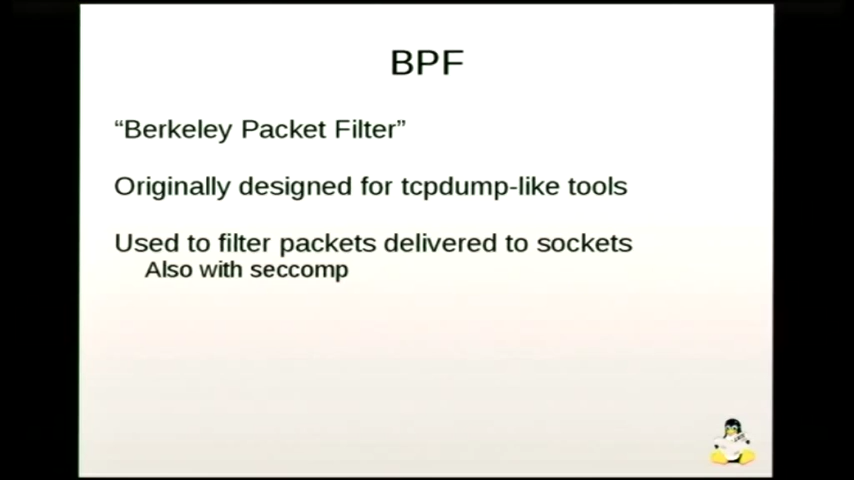 BPF
“Berkeley Packet Filter”
Originally designed for tcpdump-like tools
Used to filter packets delivered to sockets
Also with seccomp